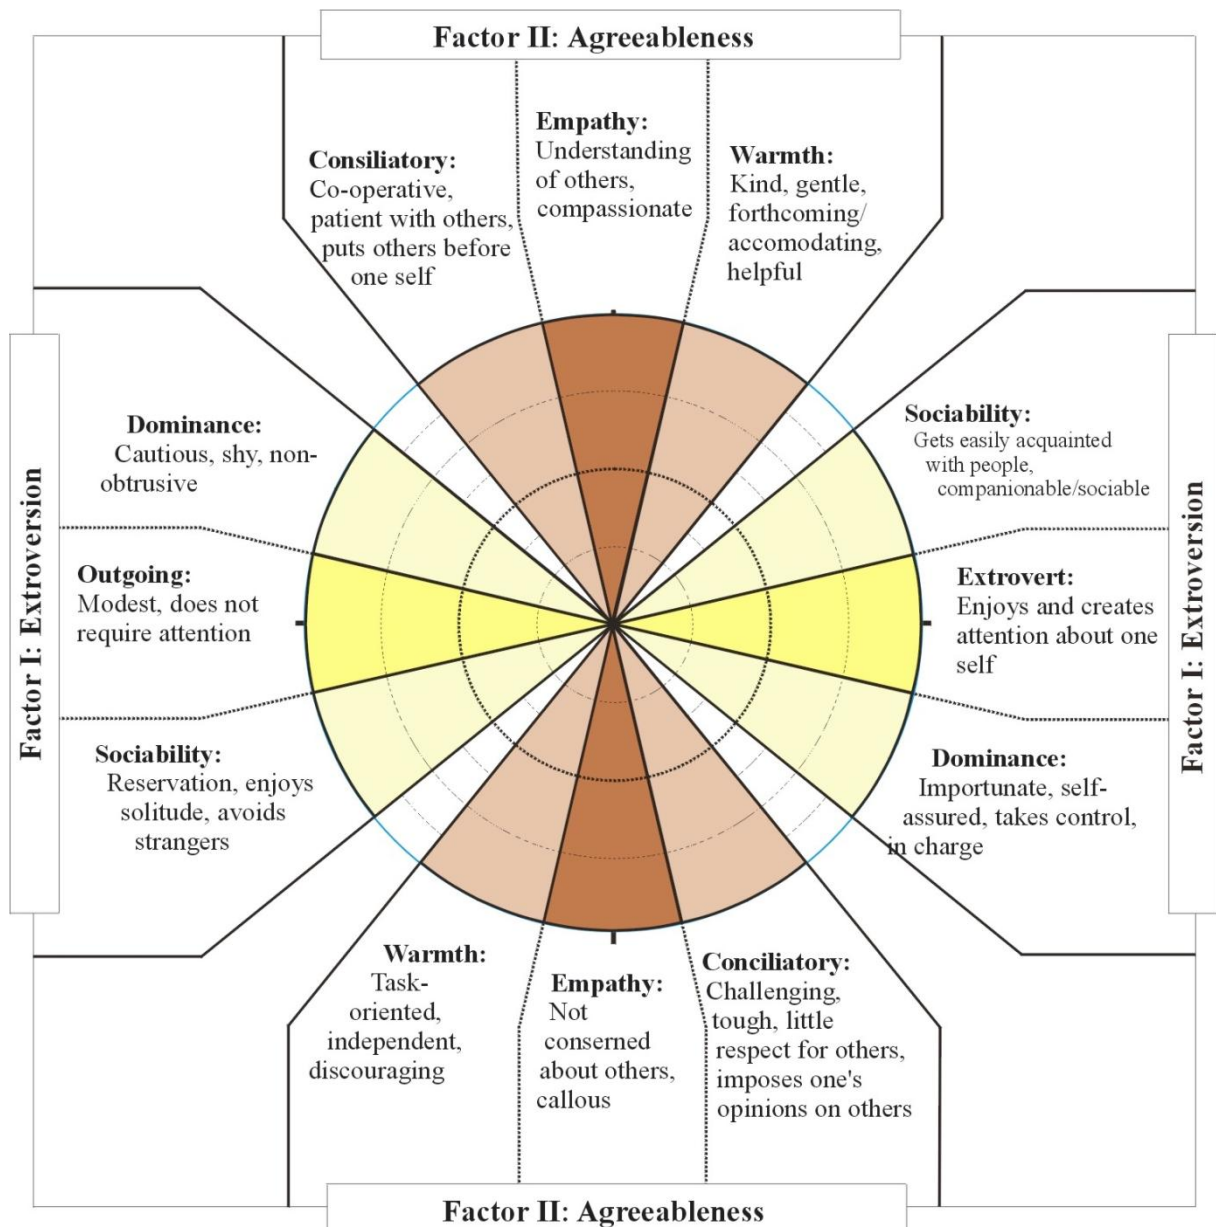 Factor II: Agreeableness
Consiliatory:
Co-operative,
patient with others,
puts others before
one self
Empathy:
Understanding
of others,
compassionate
Warmth:
Kind, gentle,
forthcoming/
accomodating,
helpful
Factor I: Extroversion
Dominance:
Cautious, shy, non-
obtrusive
Outgoing:
Modest, does not
require attention
Sociability:
Reservation, enjoys
solitude, avoids
strangers
Sociability:
Gets easily acquainted
with people,
companionable/sociable
Extrovert:
Enjoys and creates
attention about one
self
Dominance:
Importunate, self-
assured, takes control,
in charge
Factor I: Extroversion
Warmth:
Task-
oriented,
independent,
discouraging
Empathy:
Not
conserned
about others,
callous
Conciliatory:
Challenging,
tough, little
respect for others,
imposes one's
opinions on others
Factor II: Agreeableness